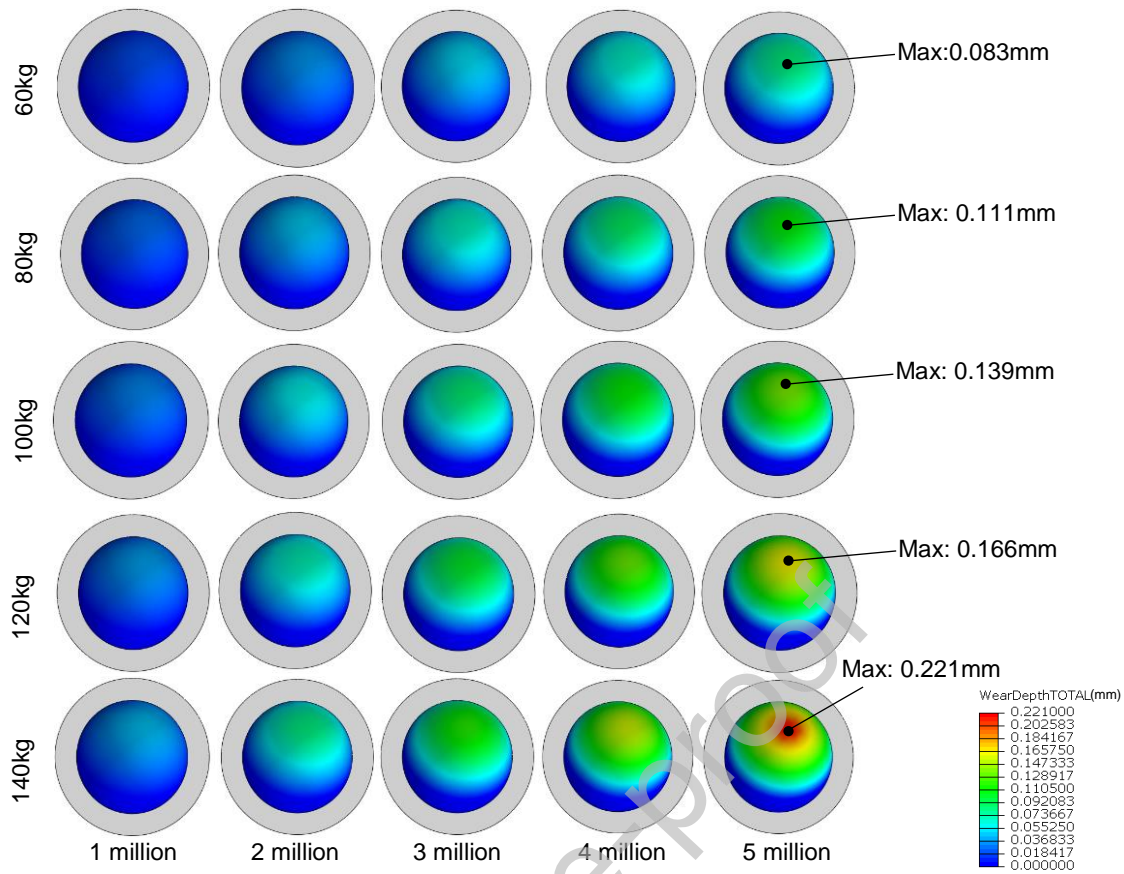 60kg
Max:0.083mm
80kg
Max: 0.111mm
100kg
Max: 0.139mm
120kg
Max: 0.166mm
140kg
Max: 0.221mm
WearDepthTOTAL(mm)
0.221000
0.202583
0.184167
0.165750
0.147333
0.128917
0.110500
0.092083
0.073667
0.055250
0.036833
0.018417
0.000000
1 million
2 million
3 million
4 million
5 million
erproof